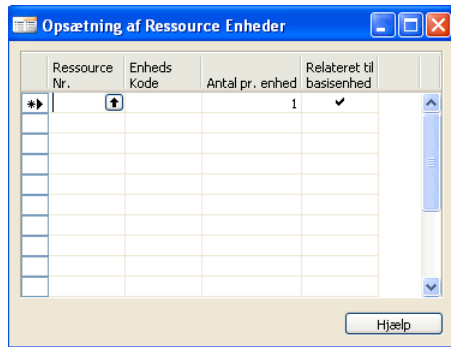 Opsætning af Ressource Enheder
Ressource Nr.
Enheds Kode
Antal pr. enhed
Relateret til basisenhed
1
Hjælp